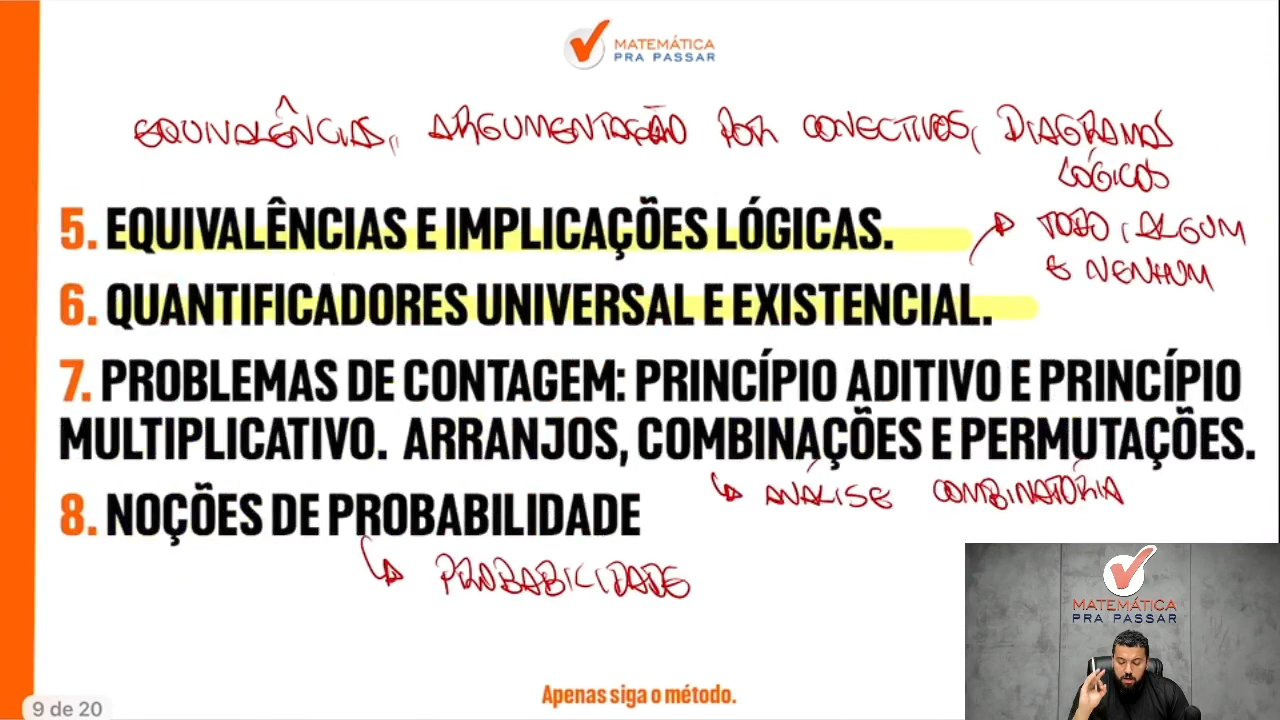 MATEMÁTICA
PRA PASSAR
EQUIVALÊNCIAS, ARGUMENTAÇÃO POR CONECTIVOS, DIAGRAMAS
LÓGICOS
5. EQUIVALÊNCIAS E IMPLICAÇÕES LÓGICAS.
TODO, ALGUM
E NENHUM
6. QUANTIFICADORES UNIVERSAL E EXISTENCIAL.
7. PROBLEMAS DE CONTAGEM: PRINCÍPIO ADITIVO E PRINCÍPIO
MULTIPLICATIVO. ARRANJOS, COMBINAÇÕES E PERMUTAÇÕES.
ANÁLISE COMBINATÓRIA
8. NOÇÕES DE PROBABILIDADE
PROBABILIDADE
MATEMÁTICA
PRA PASSAR
Apenas siga o método.
9 de 20